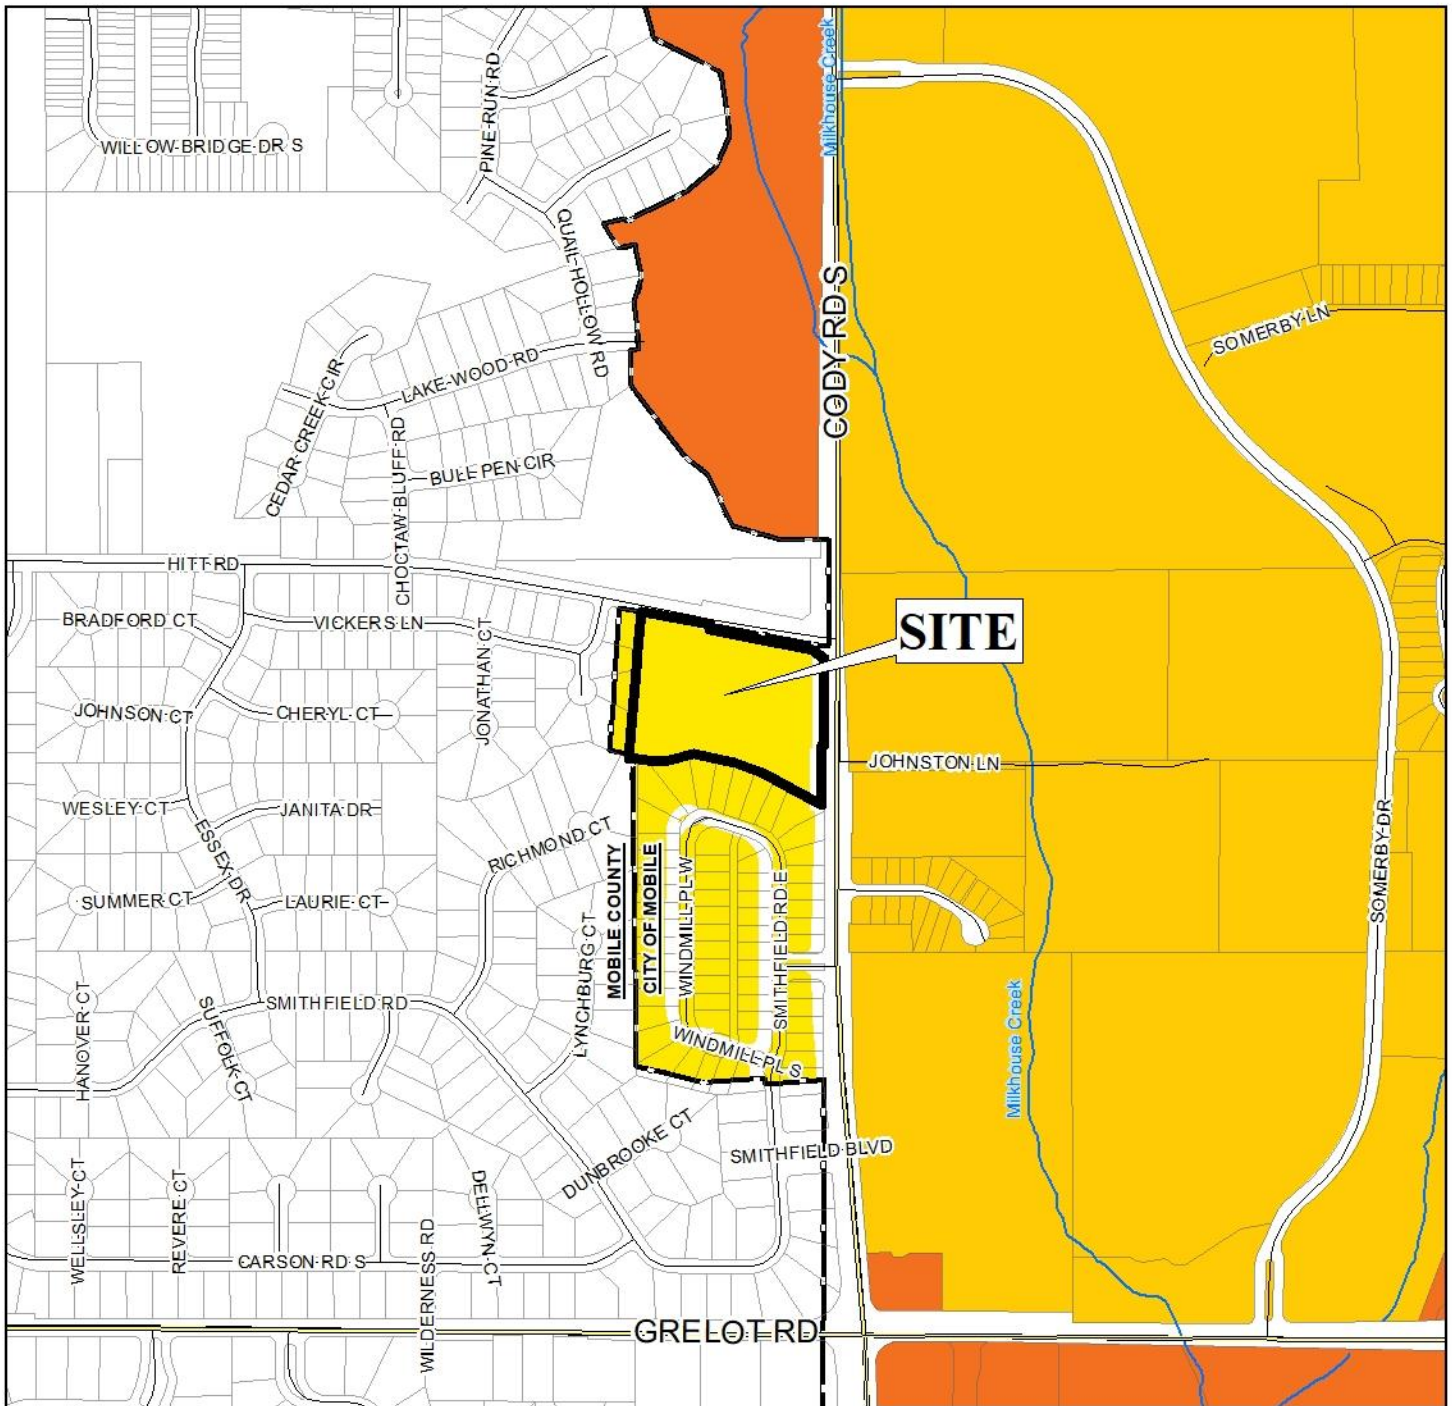 Milkhouse Creek
PINE RUN RD
WILLOW BRIDGE DR S
QUAIL HOLLOW RD
CODY RD S
SOMERBY LN
CEDAR CREEK CIR
LAKE WOOD RD
CHOCTAW BLUFF RD
BULL PEN CIR
HITT RD
BRADFORD CT
VICKERS LN
JONATHAN CT
SITE
JOHNSON CT
CHERYL CT
JOHNSTON LN
WESLEY CT
JANITA DR
ESSEX DR
RICHMOND CT
SUMMER CT
LAURIE CT
LYNCHBURG CT
MOBILE COUNTY
CITY OF MOBILE
WINDMILL PL W
SMITHFIELD RD E
SOMERBY DR
HANOVER CT
SUFFOLK CT
SMITHFIELD RD
WINDMILL PL S
Milkhouse Creek
DUNBROOKE CT
SMITHFIELD BLVD
WELLSLEY CT
REVERE CT
CARSON RD S
WILDERNESS RD
DELLWYN CT
GRELOT RD